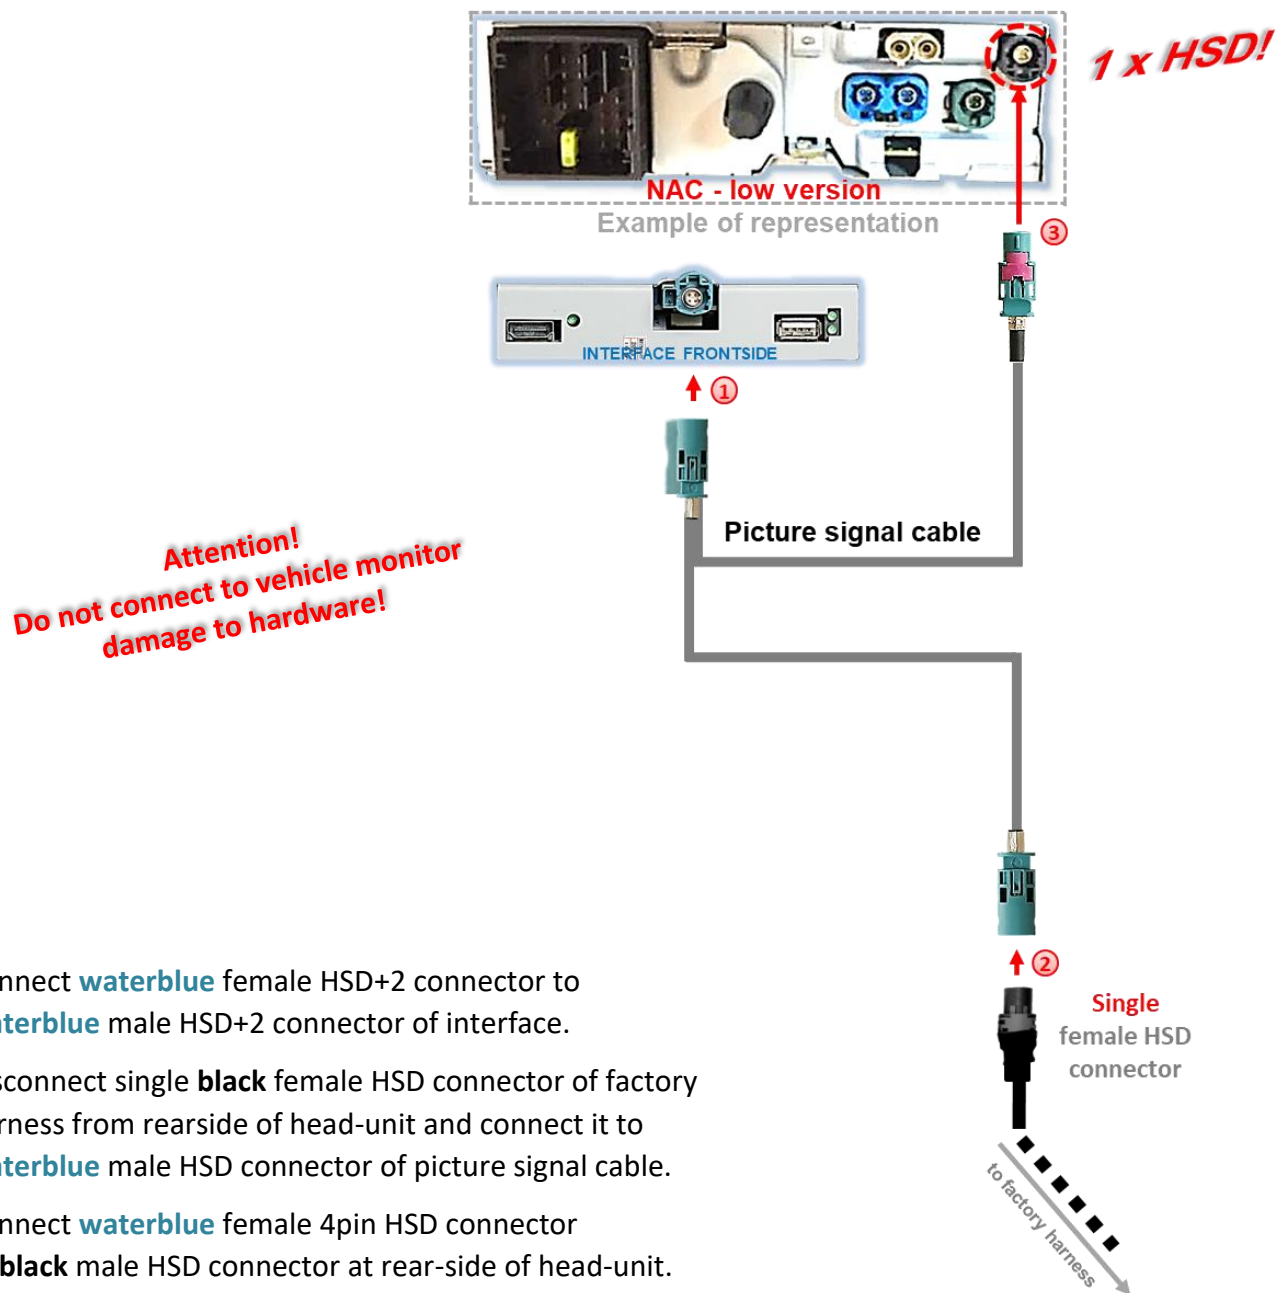 1 x HSD!
NAC - low version
Example of representation
3
INTERFACE FRONTSIDE
1
Picture signal cable
Attention!
Do not connect to vehicle monitor
damage to hardware!
2
Single
female HSD
connector
to factory harness
nnect waterblue female HSD+2 connector to
terblue male HSD+2 connector of interface.
sconnect single black female HSD connector of factory
rness from rearside of head-unit and connect it to
terblue male HSD connector of picture signal cable.
nnect waterblue female 4pin HSD connector
black male HSD connector at rear-side of head-unit.